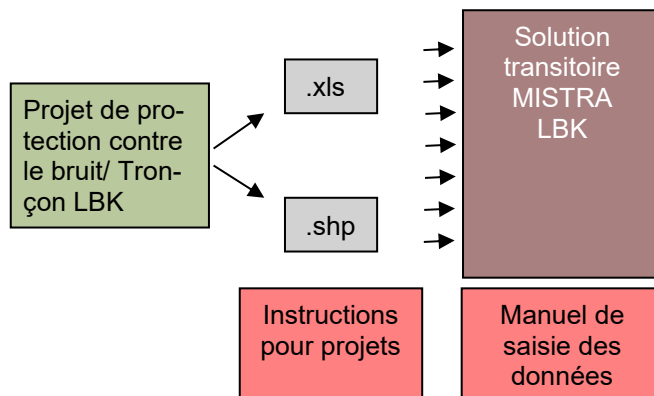 Projet de pro-
tection contre
le bruit/ Tron-
çon LBK
.xls
.shp
Solution
transitoire
MISTRA
LBK
Instructions
pour projets
Manuel de
saisie des
données